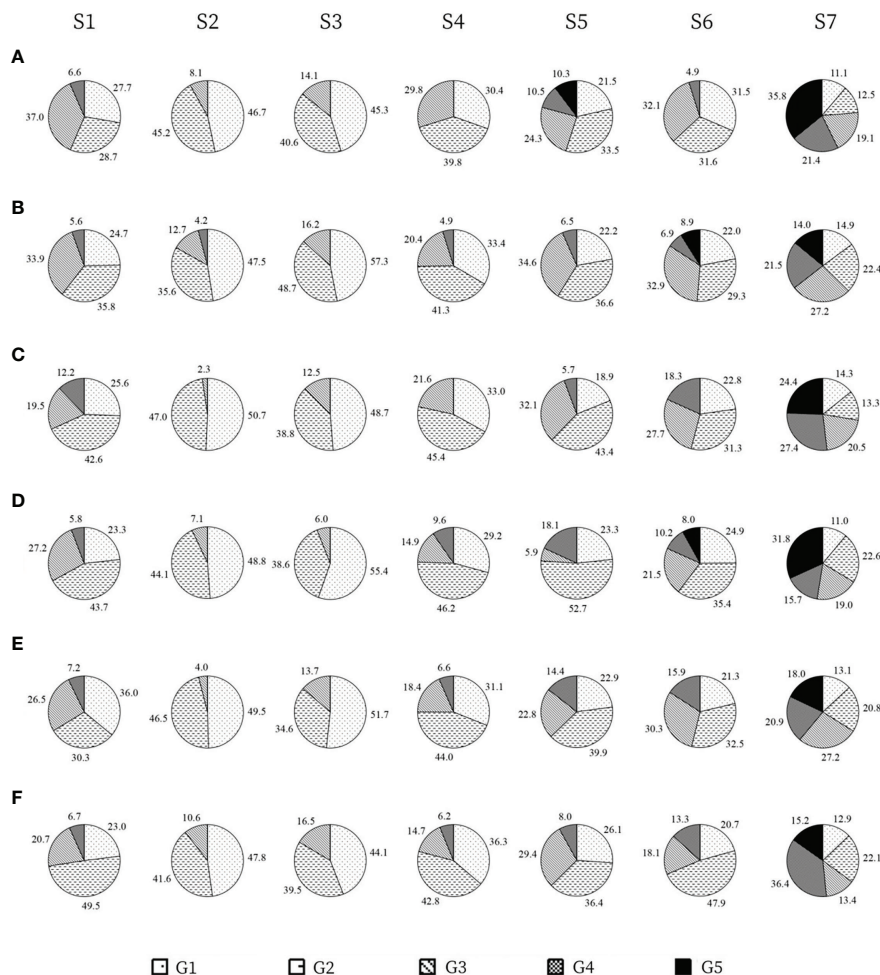 S1 S2 S3 S4 S5 S6 S7
A
6.6 27.7 37.0 28.7
8.1 46.7 45.2
14.1 45.3 40.6
29.8 30.4 39.8
10.3 21.5 10.5 24.3 33.5
4.9 31.5 32.1 31.6
11.1 35.8 12.5 19.1 21.4
B
5.6 24.7 33.9 35.8
4.2 12.7 47.5 35.6
16.2 57.3 48.7
4.9 20.4 33.4 41.3
6.5 22.2 34.6 36.6
8.9 6.9 22.0 32.9 29.3
14.0 14.9 21.5 22.4 27.2
C
12.2 25.6 19.5 42.6
2.3 47.0 50.7
12.5 48.7 38.8
21.6 33.0 45.4
5.7 18.9 32.1 43.4
18.3 22.8 27.7 31.3
24.4 14.3 13.3 27.4 20.5
D
5.8 23.3 27.2 43.7
7.1 48.8 44.1
6.0 38.6 55.4
9.6 14.9 29.2 46.2
18.1 23.3 5.9 52.7
8.0 10.2 24.9 21.5 35.4
11.0 31.8 22.6 15.7 19.0
E
7.2 26.5 36.0 30.3
4.0 46.5 49.5
13.7 51.7 34.6
6.6 18.4 31.1 44.0
14.4 22.9 22.8 39.9
15.9 21.3 30.3 32.5
18.0 13.1 20.8 20.9 27.2
F
6.7 20.7 23.0 49.5
10.6 47.8 41.6
16.5 44.1 39.5
6.2 14.7 36.3 42.8
8.0 26.1 29.4 36.4
13.3 20.7 18.1 47.9
15.2 12.9 22.1 36.4 13.4
G1 G2 G3 G4 G5